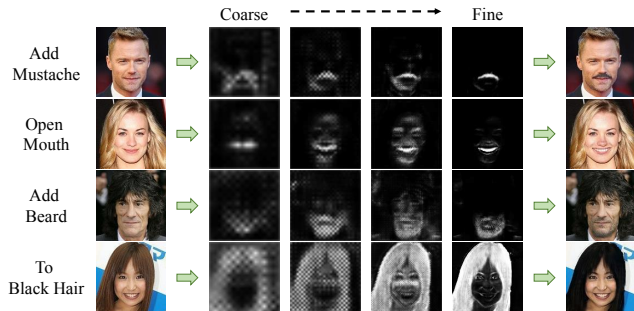 Coarse
Fine
Add
Mustache
Open
Mouth
Add
Beard
To
Black Hair